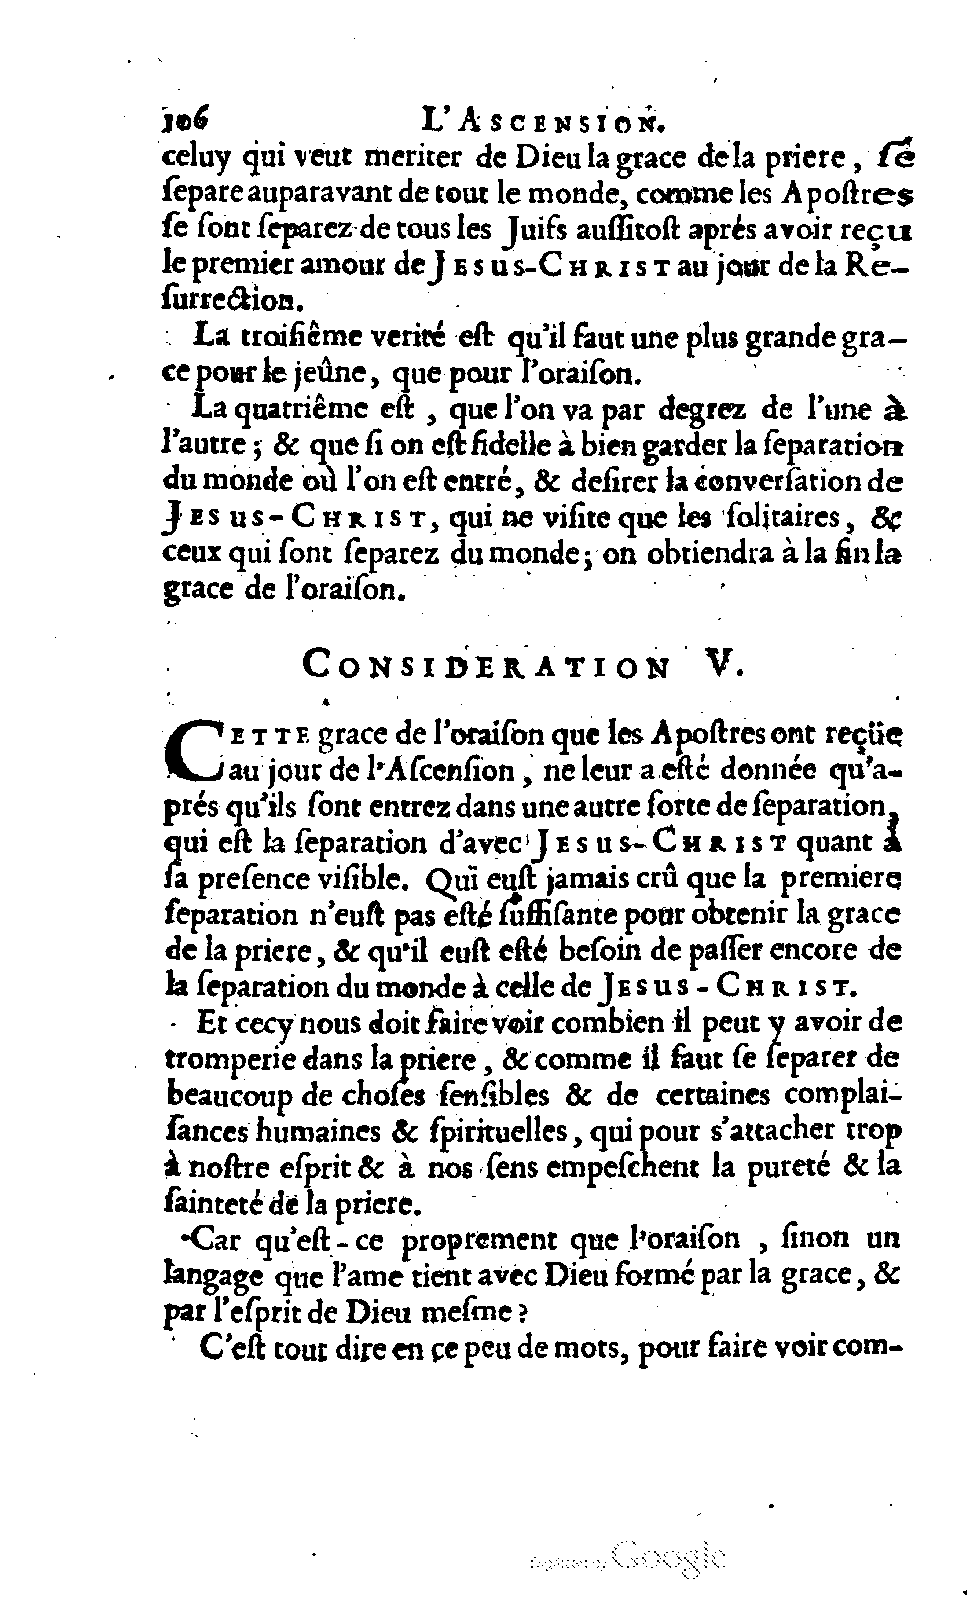 106 L'ASCENSION.
celuy qui veut meriter de Dieu la grace de la priere, ſe
ſepare auparavant de tout le monde, comme les Apoſtres
ſe ſont ſeparez de tous les Juifs auſſitoſt aprés avoir reçu
le premier amour de JESUS-CHRIST au jour de la Re-
ſurrection.
La troiſiême verité eſt qu'il faut une plus grande gra-
ce pour le jeûne, que pour l'oraiſon.
La quatriême eſt, que l'on va par degrez de l'une à
l'autre; & que ſi on eſt fidelle à bien garder la ſeparation
du monde où l'on eſt entré, & deſirer la converſation de
JESUS-CHRIST, qui ne viſite que les ſolitaires, &
ceux qui ſont ſeparez du monde; on obtiendra à la fin la
grace de l'oraiſon.
CONSIDERATION V.
CETTE grace de l'oraiſon que les Apoſtres ont reçüe
au jour de l'Aſcenſion, ne leur a eſté donnée qu'a-
prés qu'ils ſont entrez dans une autre ſorte de ſeparation,
qui eſt la ſeparation d'avec JESUS-CHRIST quant à
ſa preſence viſible. Qui euſt jamais crû que la premiere
ſeparation n'euſt pas eſté ſuffiſante pour obtenir la grace
de la priere, & qu'il euſt eſté beſoin de paſſer encore de
la ſeparation du monde à celle de JESUS-CHRIST.
Et cecy nous doit faire voir combien il peut y avoir de
tromperie dans la priere, & comme il faut ſe ſeparer de
beaucoup de choſes ſenſibles & de certaines complai-
ſances humaines & ſpirituelles, qui pour s'attacher trop
à noſtre eſprit & à nos ſens empeſchent la pureté & la
ſainteté de la priere.
Car qu'eſt-ce proprement que l'oraiſon, ſinon un
langage que l'ame tient avec Dieu formé par la grace, &
par l'eſprit de Dieu meſme?
C'eſt tout dire en ce peu de mots, pour faire voir com-
Digitized by Google